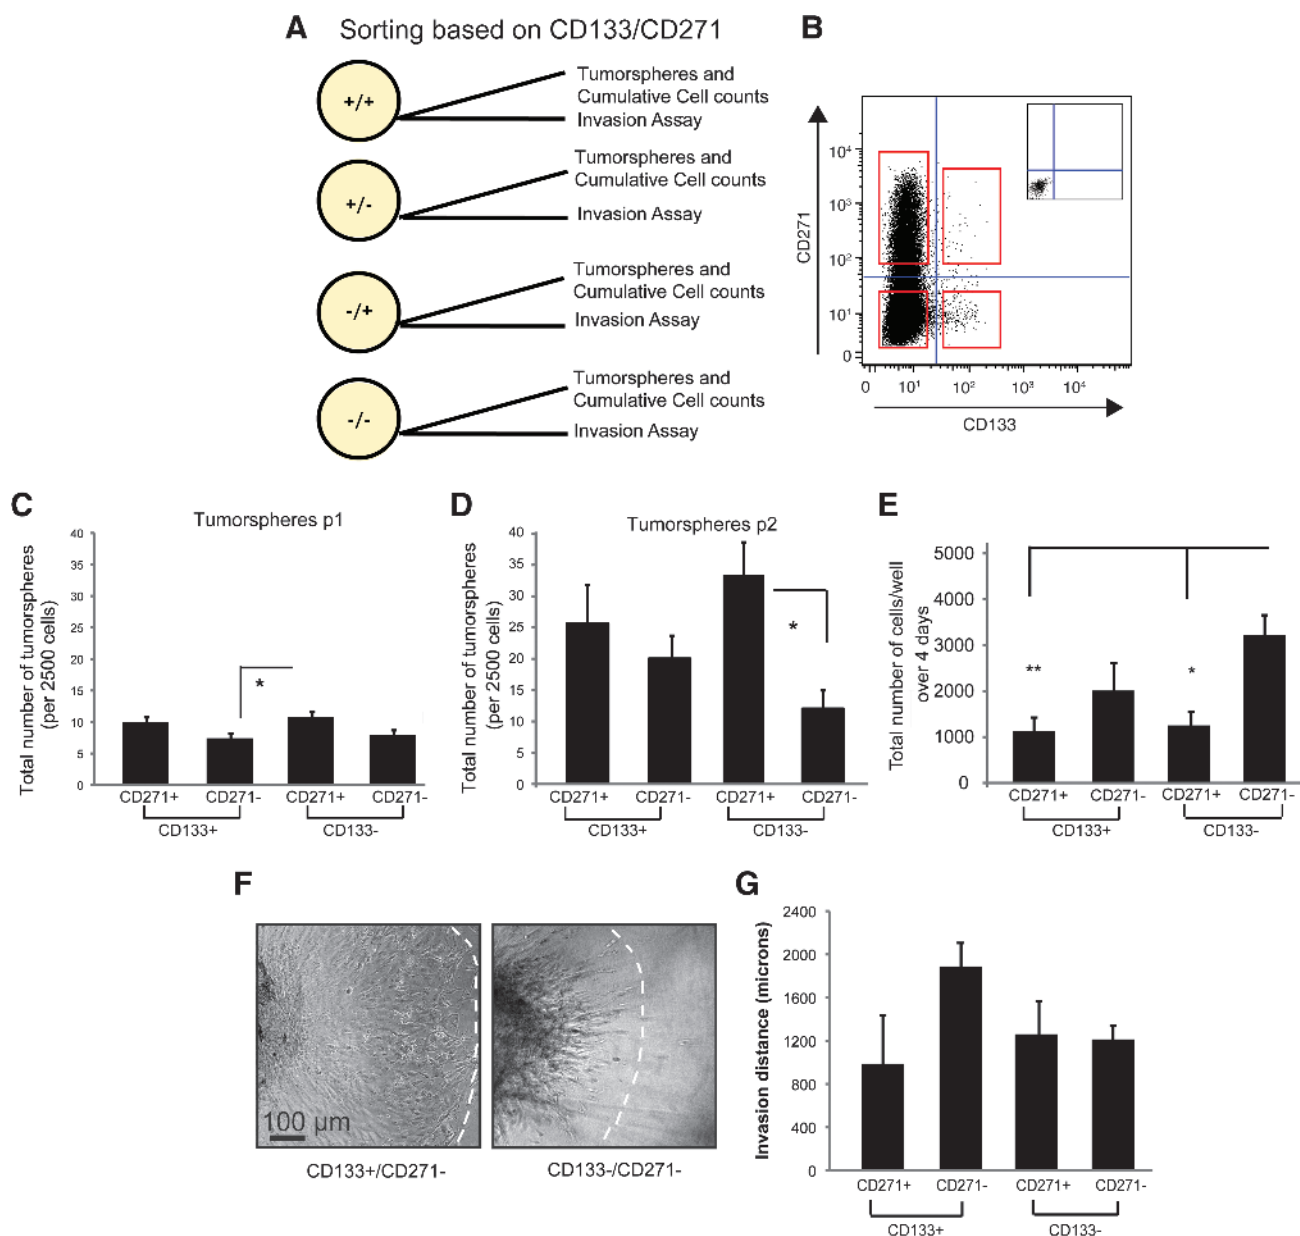 A Sorting based on CD133/CD271
+/+
Tumorspheres and
Cumulative Cell counts
Invasion Assay
+/-
Tumorspheres and
Cumulative Cell counts
Invasion Assay
-/+
Tumorspheres and
Cumulative Cell counts
Invasion Assay
-/-
Tumorspheres and
Cumulative Cell counts
Invasion Assay
B
CD271
10⁴
10³
10²
10¹
0
0 10¹ 10² 10³ 10⁴
CD133
C
Tumorspheres p1
Total number of tumorspheres
(per 2500 cells)
40
35
30
25
20
15
10
5
0
*
CD271+ CD271- CD271+ CD271-
CD133+ CD133-
D
Tumorspheres p2
Total number of tumorspheres
(per 2500 cells)
40
35
30
25
20
15
10
5
0
*
CD271+ CD271- CD271+ CD271-
CD133+ CD133-
E
Total number of cells/well
over 4 days
5000
4000
3000
2000
1000
0
** *
CD271+ CD271- CD271+ CD271-
CD133+ CD133-
F
100 µm
CD133+/CD271- CD133-/CD271-
G
Invasion distance (microns)
2400
2000
1600
1200
800
400
0
CD271+ CD271- CD271+ CD271-
CD133+ CD133-